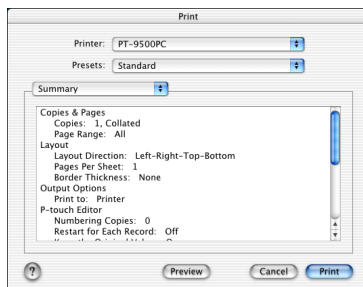 Print
Printer: PT-9500PC
Presets: Standard
Summary
Copies & Pages
Copies: 1, Collated
Page Range: All
Layout
Layout Direction: Left-Right-Top-Bottom
Pages Per Sheet: 1
Border Thickness: None
Output Options
Print to: Printer
P-touch Editor
Numbering Copies: 0
Restart for Each Record: Off
?
Preview
Cancel
Print